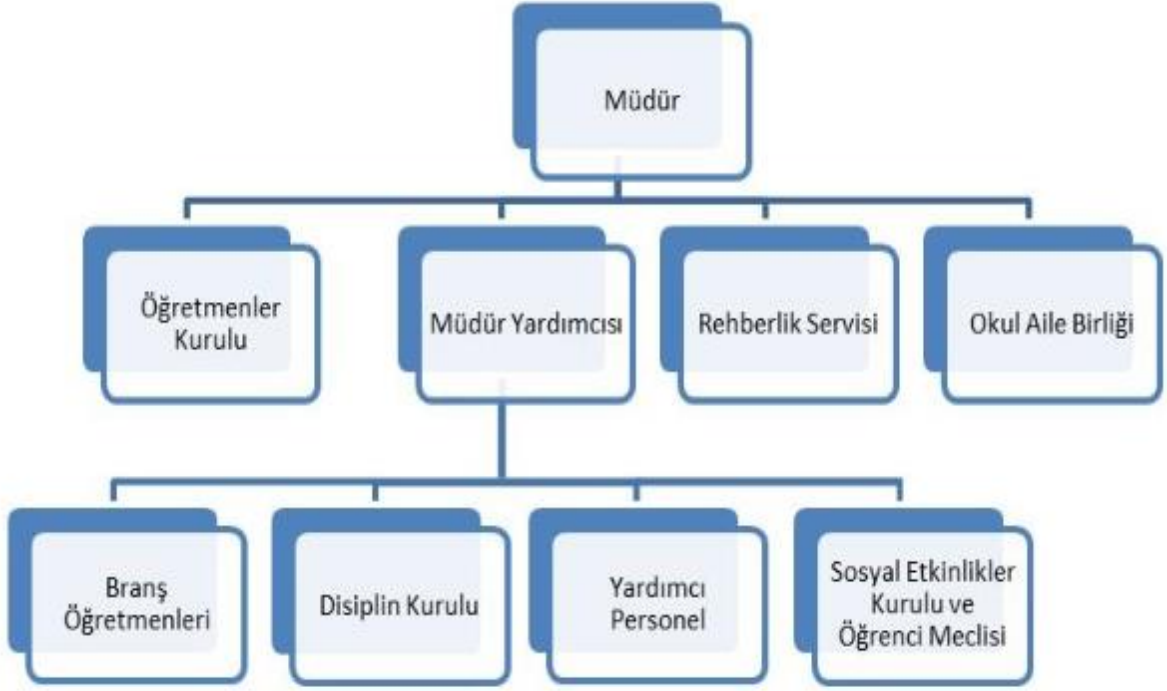 Müdür
Öğretmenler
Kurulu
Müdür Yardımcısı
Rehberlik Servisi
Okul Aile Birliği
Branş
Öğretmenleri
Disiplin Kurulu
Yardımcı
Personel
Sosyal Etkinlikler
Kurulu ve
Öğrenci Meclisi